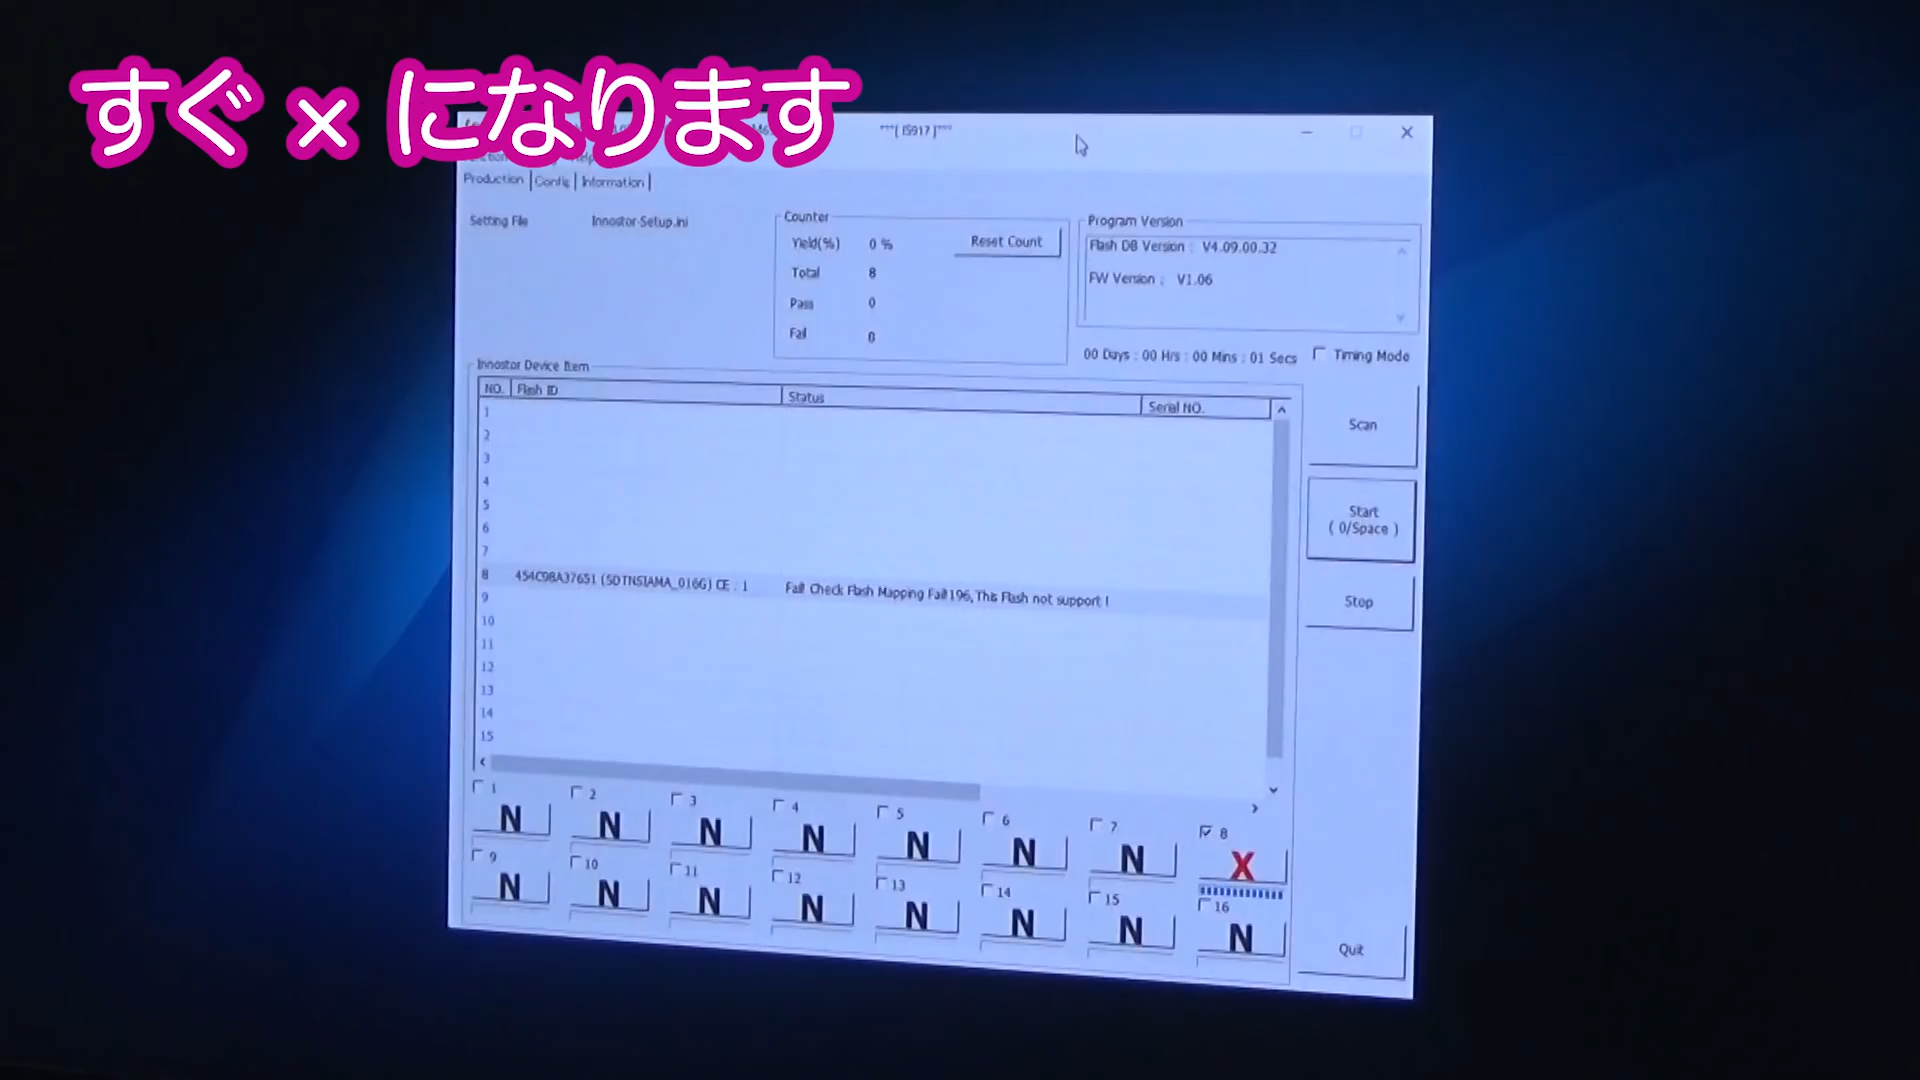 すぐ×になります
***[ IS917 ]***
Production Config Information
Setting File Innostor-Setup.ini
Counter
Yield(%) 0 %
Reset Count
Total 8
Pass 0
Fail 0
Program Version
Flash DB Version : V4.09.00.32
FW Version : V1.06
00 Days : 00 Hrs : 00 Mins : 01 Secs
Timing Mode
Innostor Device Item
NO. Flash ID Status Serial NO.
1
2
3
4
5
6
7
8 454C98A37651 (SDTNSIAMA_016G) CE : 1 Fail! Check Flash Mapping Fail!196,This Flash not support !
9
10
11
12
13
14
15
Scan
Start
( 0/Space )
Stop
1 2 3 4 5 6 7 8
N N N N N N N X
9 10 11 12 13 14 15 16
N N N N N N N N
Quit